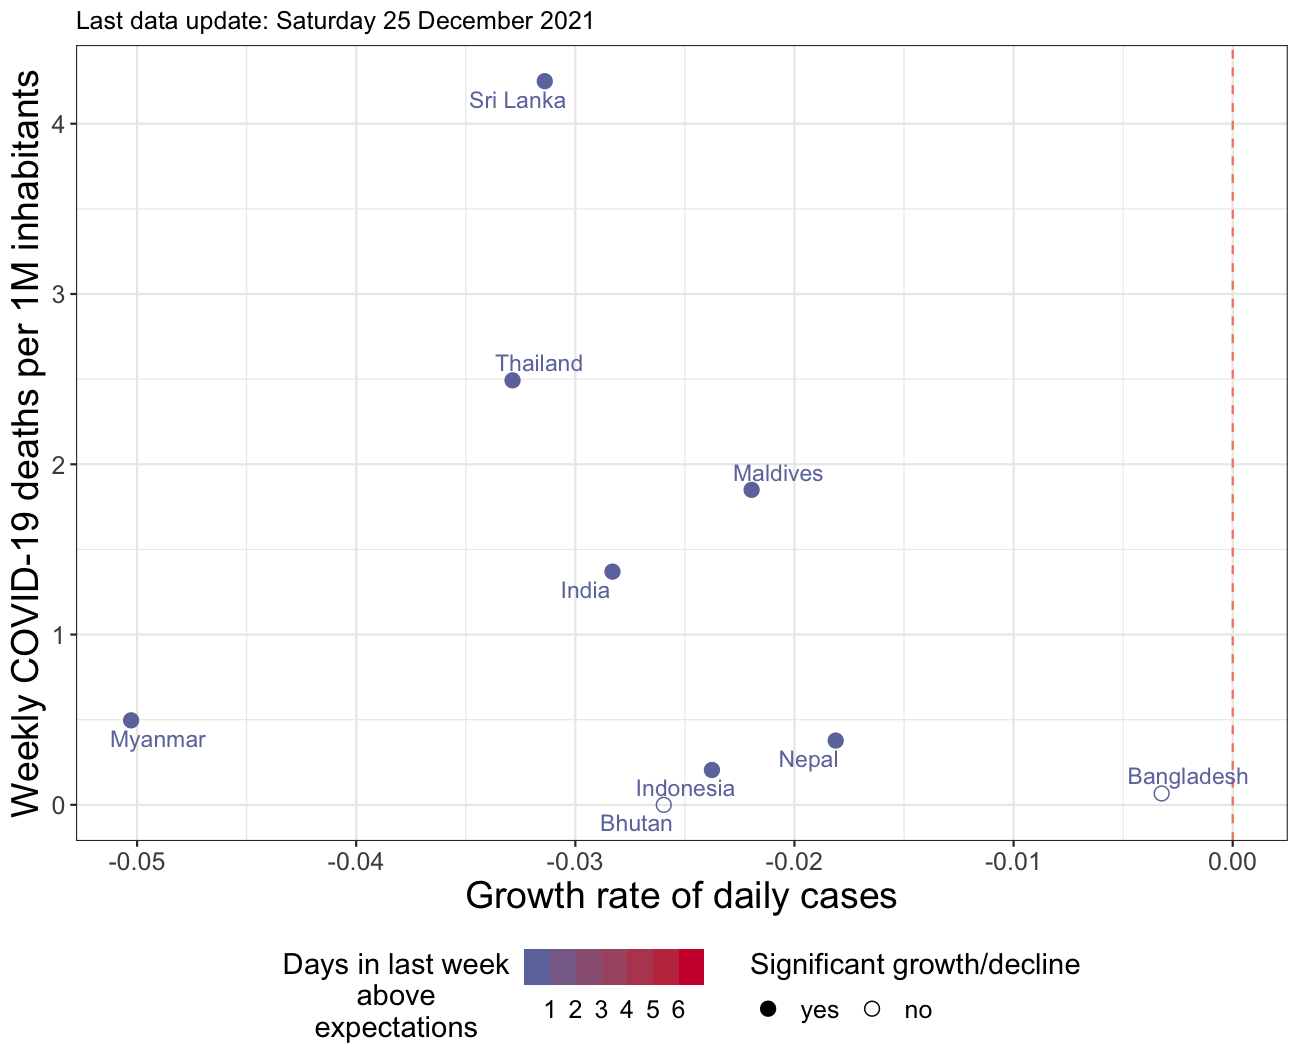 Last data update: Saturday 25 December 2021
Weekly COVID-19 deaths per 1M inhabitants
4
3
2
1
0
Sri Lanka
Thailand
Maldives
India
Myanmar
Nepal
Indonesia
Bangladesh
Bhutan
-0.05 -0.04 -0.03 -0.02 -0.01 0.00
Growth rate of daily cases
Days in last week
above
expectations
1 2 3 4 5 6
Significant growth/decline
yes no